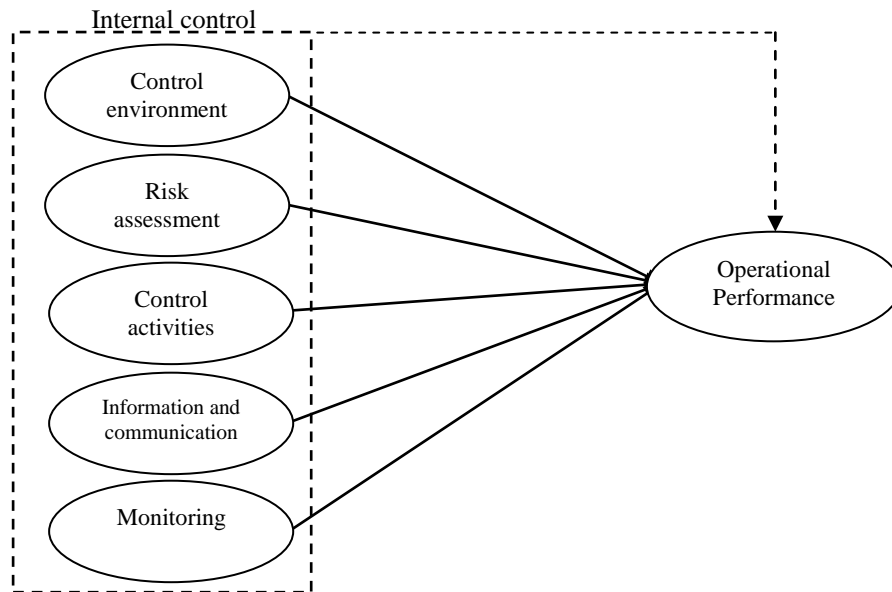 Internal control
Control
environment
Risk
assessment
Control
activities
Information and
communication
Monitoring
Operational
Performance